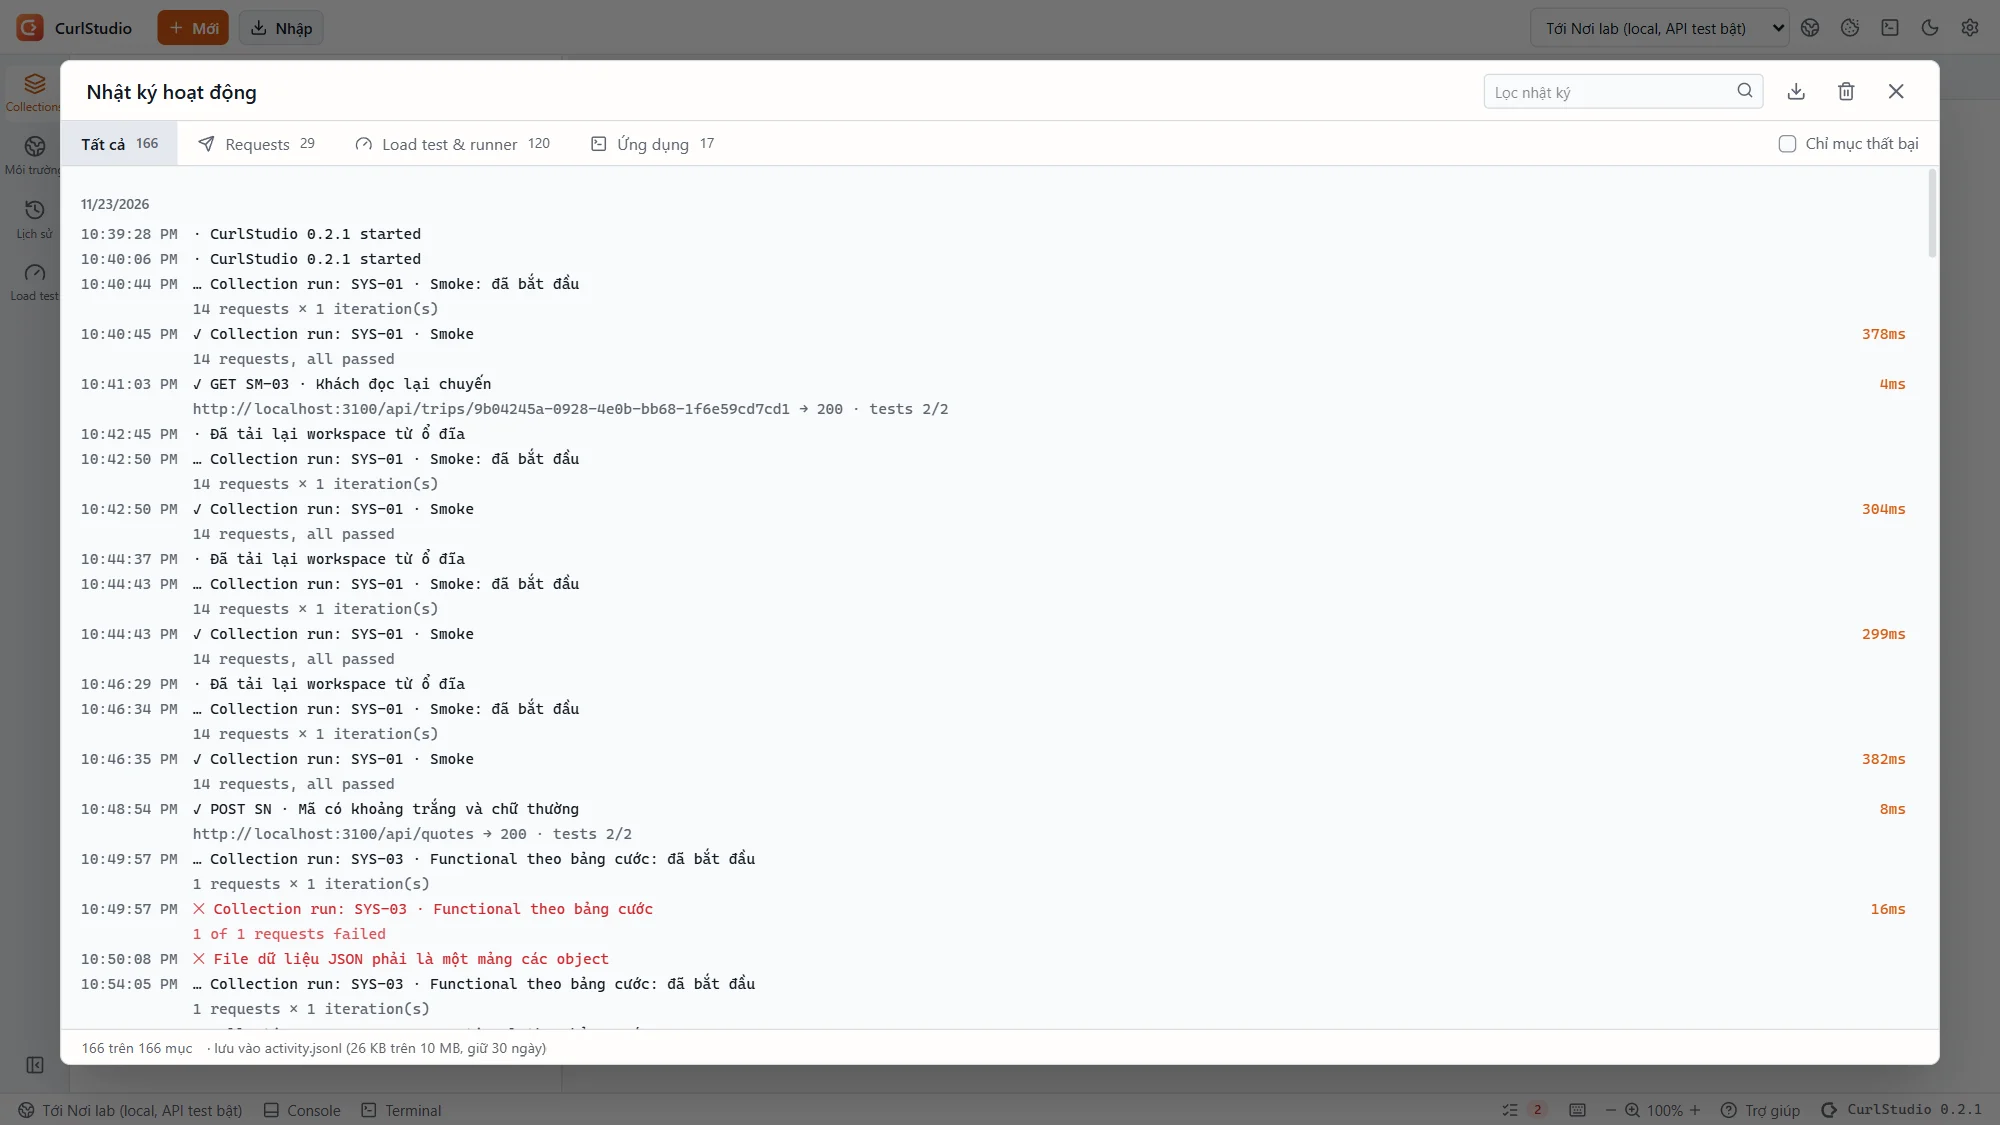 CurlStudio
Mới
Nhập
Tới Nơi lab (local, API test bật)
Collections
Môi trường
Lịch sử
Load test
Nhật ký hoạt động
Lọc nhật ký
Tất cả 166
Requests 29
Load test & runner 120
Ứng dụng 17
Chỉ mục thất bại
11/23/2026
10:39:28 PM · CurlStudio 0.2.1 started
10:40:06 PM · CurlStudio 0.2.1 started
10:40:44 PM … Collection run: SYS-01 · Smoke: đã bắt đầu
14 requests × 1 iteration(s)
10:40:45 PM ✓ Collection run: SYS-01 · Smoke 378ms
14 requests, all passed
10:41:03 PM ✓ GET SM-03 · Khách đọc lại chuyến 4ms
http://localhost:3100/api/trips/9b04245a-0928-4e0b-bb68-1f6e59cd7cd1 → 200 · tests 2/2
10:42:45 PM · Đã tải lại workspace từ ổ đĩa
10:42:50 PM … Collection run: SYS-01 · Smoke: đã bắt đầu
14 requests × 1 iteration(s)
10:42:50 PM ✓ Collection run: SYS-01 · Smoke 304ms
14 requests, all passed
10:44:37 PM · Đã tải lại workspace từ ổ đĩa
10:44:43 PM … Collection run: SYS-01 · Smoke: đã bắt đầu
14 requests × 1 iteration(s)
10:44:43 PM ✓ Collection run: SYS-01 · Smoke 299ms
14 requests, all passed
10:46:29 PM · Đã tải lại workspace từ ổ đĩa
10:46:34 PM … Collection run: SYS-01 · Smoke: đã bắt đầu
14 requests × 1 iteration(s)
10:46:35 PM ✓ Collection run: SYS-01 · Smoke 382ms
14 requests, all passed
10:48:54 PM ✓ POST SN · Mã có khoảng trắng và chữ thường 8ms
http://localhost:3100/api/quotes → 200 · tests 2/2
10:49:57 PM … Collection run: SYS-03 · Functional theo bảng cước: đã bắt đầu
1 requests × 1 iteration(s)
10:49:57 PM ✕ Collection run: SYS-03 · Functional theo bảng cước 16ms
1 of 1 requests failed
10:50:08 PM ✕ File dữ liệu JSON phải là một mảng các object
10:54:05 PM … Collection run: SYS-03 · Functional theo bảng cước: đã bắt đầu
1 requests × 1 iteration(s)
166 trên 166 mục · lưu vào activity.jsonl (26 KB trên 10 MB, giữ 30 ngày)
Tới Nơi lab (local, API test bật)
Console
Terminal
2
100%
Trợ giúp
CurlStudio 0.2.1